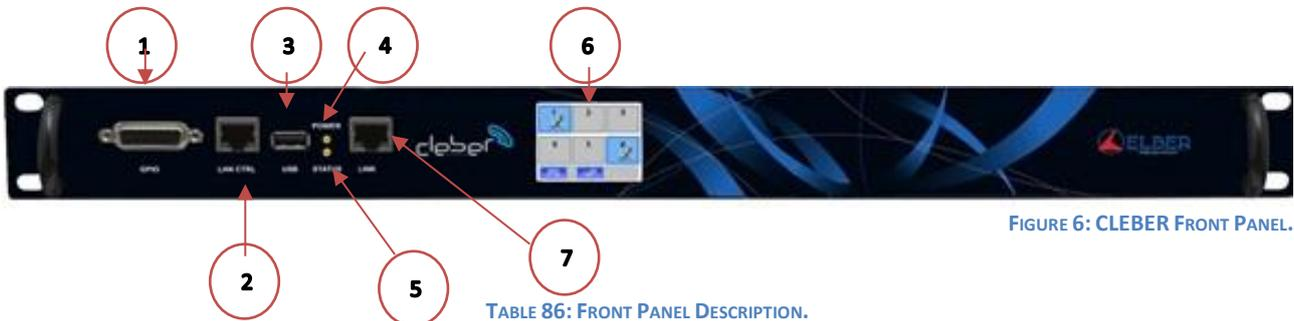 1
3
4
6
POWER
cleber
ELBER
GPIO
LAN CTRL
USB
STATUS
LINK
FIGURE 6: CLEBER FRONT PANEL.
2
5
7
TABLE 86: FRONT PANEL DESCRIPTION.